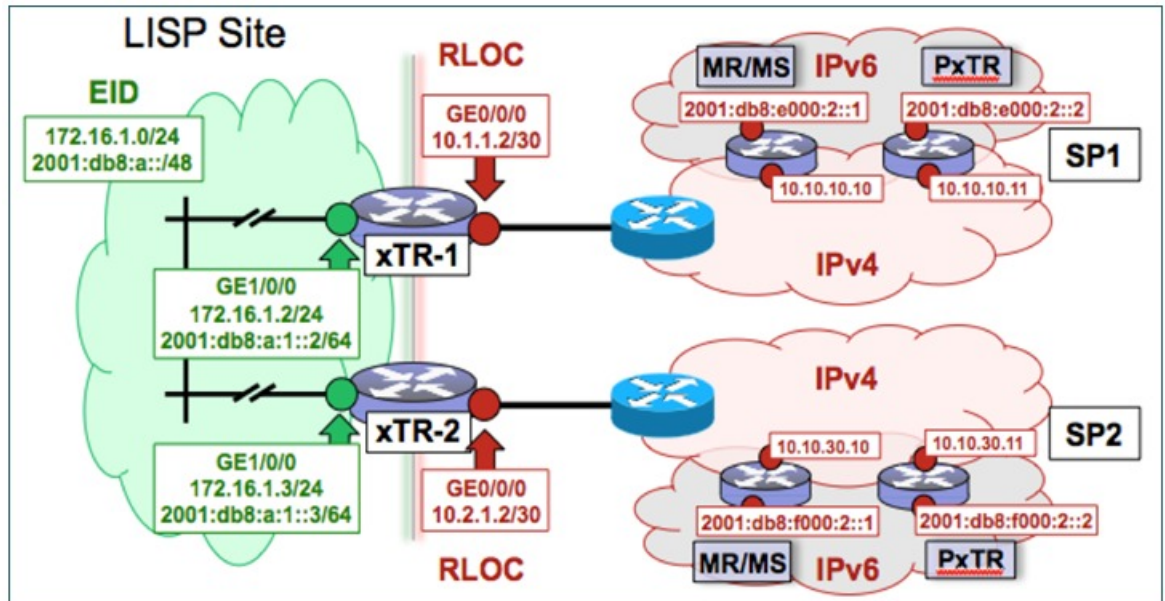 LISP Site
EID
172.16.1.0/24
2001:db8:a::/48
RLOC
GE0/0/0
10.1.1.2/30
xTR-1
GE1/0/0
172.16.1.2/24
2001:db8:a:1::2/64
xTR-2
GE1/0/0
172.16.1.3/24
2001:db8:a:1::3/64
GE0/0/0
10.2.1.2/30
RLOC
MR/MS
IPv6
PxTR
2001:db8:e000:2::1
2001:db8:e000:2::2
SP1
10.10.10.10
10.10.10.11
IPv4
IPv4
SP2
10.10.30.10
10.10.30.11
2001:db8:f000:2::1
2001:db8:f000:2::2
MR/MS
IPv6
PxTR